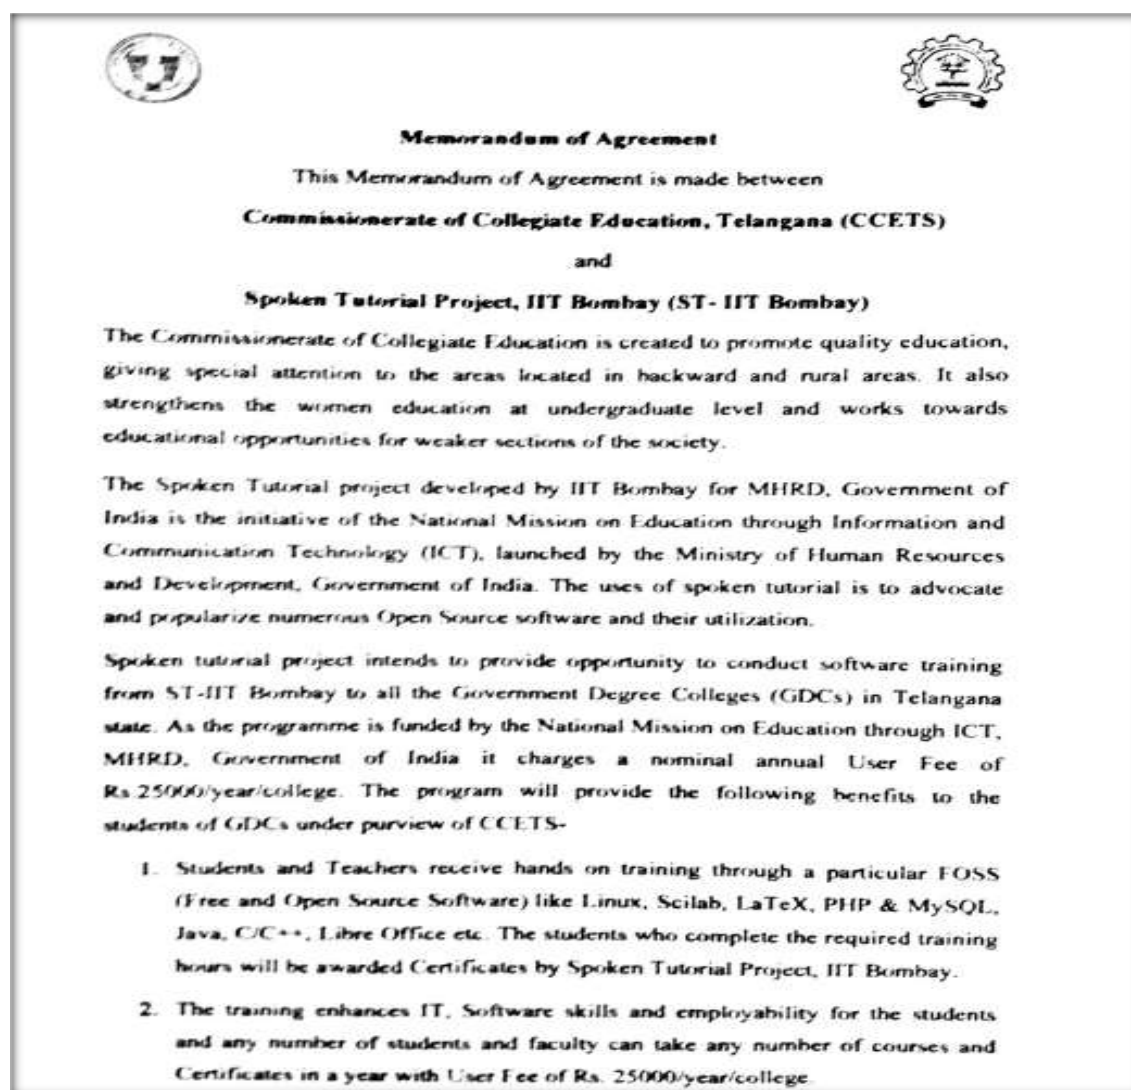 Memorandum of Agreement
This Memorandum of Agreement is made between
Commissionerate of Collegiate Education, Telangana (CCETS)
and
Spoken Tutorial Project, IIT Bombay (ST- IIT Bombay)
The Commissionerate of Collegiate Education is created to promote quality education,
giving special attention to the areas located in backward and rural areas. It also
strengthens the women education at undergraduate level and works towards
educational opportunities for weaker sections of the society.
The Spoken Tutorial project developed by IIT Bombay for MHRD, Government of
India is the initiative of the National Mission on Education through Information and
Communication Technology (ICT), launched by the Ministry of Human Resources
and Development, Government of India. The uses of spoken tutorial is to advocate
and popularize numerous Open Source software and their utilization.
Spoken tutorial project intends to provide opportunity to conduct software training
from ST-IIT Bombay to all the Government Degree Colleges (GDCs) in Telangana
state. As the programme is funded by the National Mission on Education through ICT,
MHRD, Government of India it charges a nominal annual User Fee of
Rs.25000/year/college. The program will provide the following benefits to the
students of GDCs under purview of CCETS-
1. Students and Teachers receive hands on training through a particular FOSS
(Free and Open Source Software) like Linux, Scilab, LaTeX, PHP & MySQL,
Java, C/C++, Libre Office etc. The students who complete the required training
hours will be awarded Certificates by Spoken Tutorial Project, IIT Bombay.
2. The training enhances IT, Software skills and employability for the students
and any number of students and faculty can take any number of courses and
Certificates in a year with User Fee of Rs. 25000/year/college.